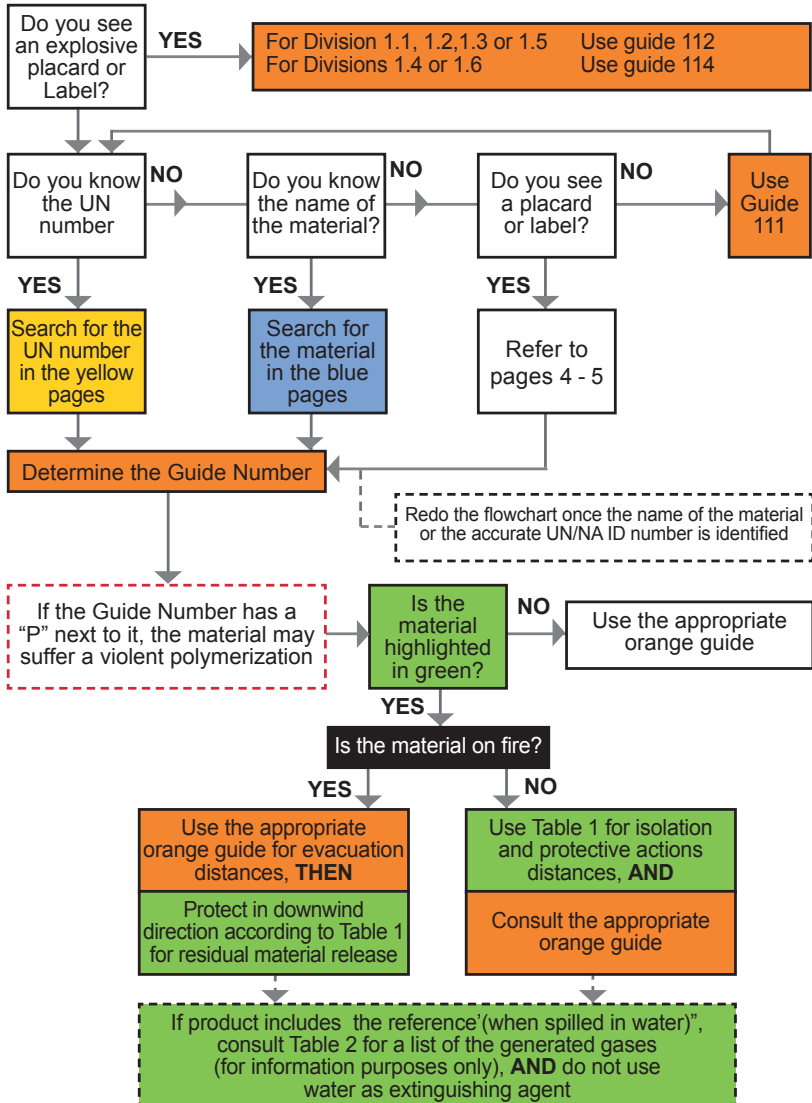 Do you see
an explosive
placard or
Label?
YES
For Division 1.1, 1.2,1.3 or 1.5 Use guide 112
For Divisions 1.4 or 1.6 Use guide 114
Do you know
the UN
number
NO
Do you know
the name of
the material?
NO
Do you see
a placard
or label?
NO
Use
Guide
111
YES
YES
YES
Search for the
UN number
in the yellow
pages
Search for
the material
in the blue
pages
Refer to
pages 4 - 5
Determine the Guide Number
Redo the flowchart once the name of the material
or the accurate UN/NA ID number is identified
If the Guide Number has a
“P” next to it, the material may
suffer a violent polymerization
Is the
material
highlighted
in green?
NO
Use the appropriate
orange guide
YES
Is the material on fire?
YES
NO
Use the appropriate
orange guide for evacuation
distances, THEN
Protect in downwind
direction according to Table 1
for residual material release
Use Table 1 for isolation
and protective actions
distances, AND
Consult the appropriate
orange guide
If product includes the reference'(when spilled in water)”,
consult Table 2 for a list of the generated gases
(for information purposes only), AND do not use
water as extinguishing agent